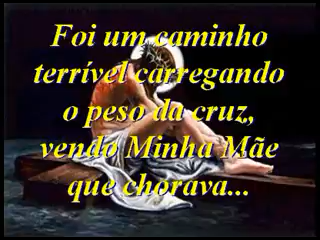 Foi um caminho
terrível carregando
o peso da cruz,
vendo Minha Mãe
que chorava...